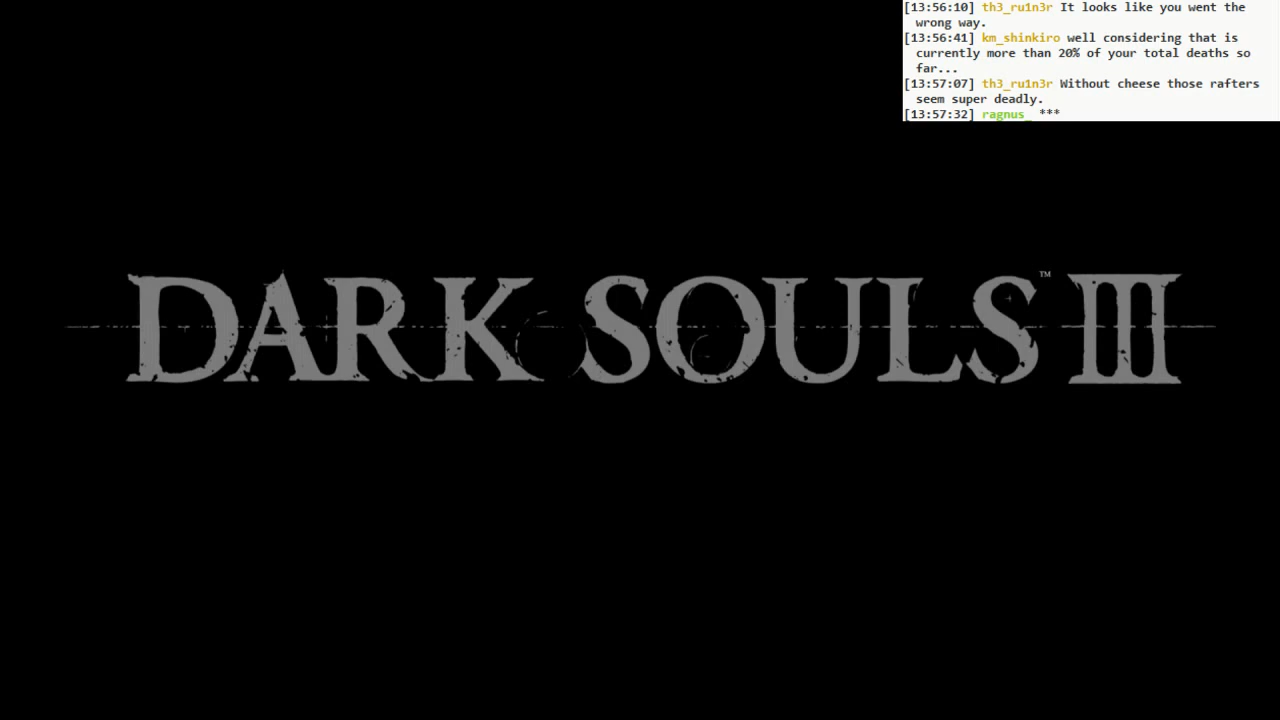 [13:56:10] th3_ru1n3r It looks like you went the
wrong way.
[13:56:41] km_shinkiro well considering that is
currently more than 20% of your total deaths so
far...
[13:57:07] th3_ru1n3r Without cheese those rafters
seem super deadly.
[13:57:32] ragnus_ ***
DARK SOULS™ III